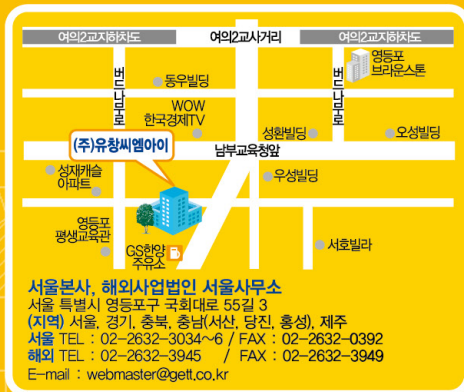 여의2교지하차도
여의2교사거리
여의2교지하차도
영등포
브라운스톤
버드나무로
동우빌딩
버드나무로
WOW
한국경제TV
성환빌딩
오성빌딩
(주)유창씨엠아이
남부교육청앞
성재캐슬
아파트
우성빌딩
영등포
평생교육관
GS한양
주유소
서호빌라
서울본사, 해외사업법인 서울사무소
서울 특별시 영등포구 국회대로 55길 3
(지역) 서울, 경기, 충북, 충남(서산, 당진, 홍성), 제주
서울 TEL : 02-2632-3034~6 / FAX : 02-2632-0392
해외 TEL : 02-2632-3945 / FAX : 02-2632-3949
E-mail : webmaster@gett.co.kr